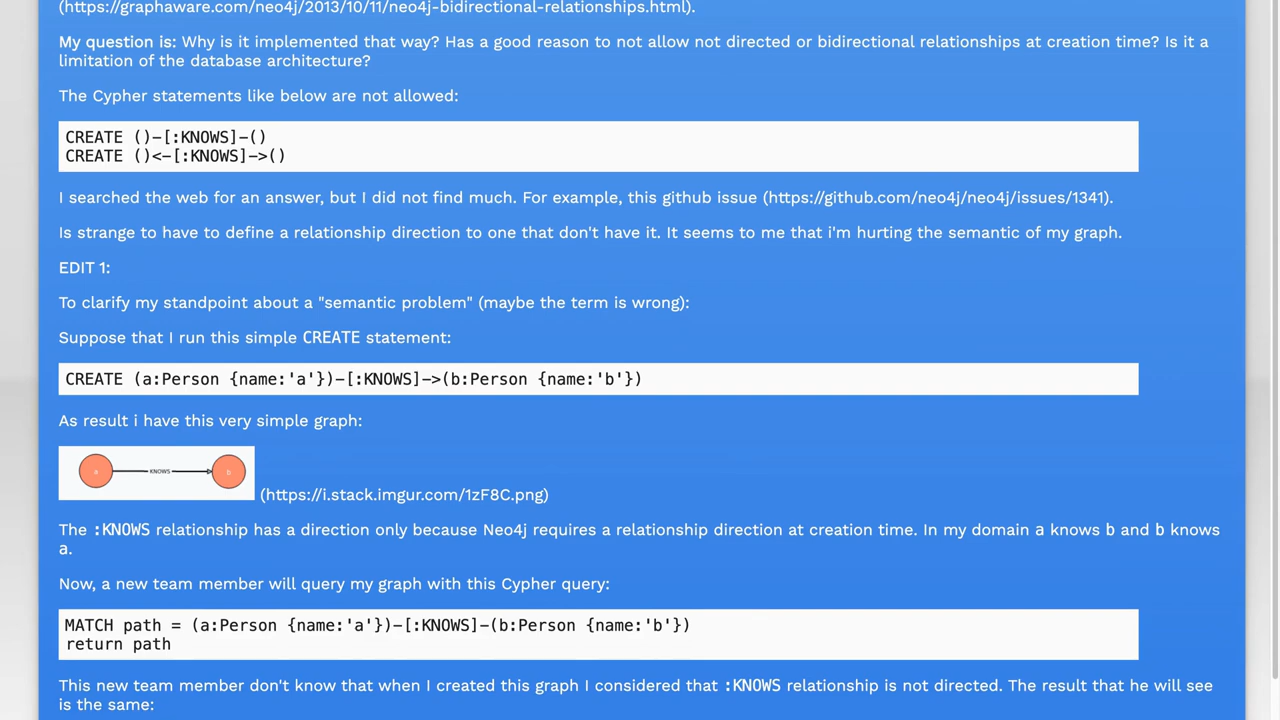 (https://graphaware.com/neo4j/2013/10/11/neo4j-bidirectional-relationships.html).
My question is: Why is it implemented that way? Has a good reason to not allow not directed or bidirectional relationships at creation time? Is it a
limitation of the database architecture?
The Cypher statements like below are not allowed:
CREATE ()-[:KNOWS]-()
CREATE ()<-[:KNOWS]->()
I searched the web for an answer, but I did not find much. For example, this github issue (https://github.com/neo4j/neo4j/issues/1341).
Is strange to have to define a relationship direction to one that don't have it. It seems to me that i'm hurting the semantic of my graph.
EDIT 1:
To clarify my standpoint about a "semantic problem" (maybe the term is wrong):
Suppose that I run this simple CREATE statement:
CREATE (a:Person {name:'a'})-[:KNOWS]->(b:Person {name:'b'})
As result i have this very simple graph:
a KNOWS b
(https://i.stack.imgur.com/1zF8C.png)
The :KNOWS relationship has a direction only because Neo4j requires a relationship direction at creation time. In my domain a knows b and b knows
a.
Now, a new team member will query my graph with this Cypher query:
MATCH path = (a:Person {name:'a'})-[:KNOWS]-(b:Person {name:'b'})
return path
This new team member don't know that when I created this graph I considered that :KNOWS relationship is not directed. The result that he will see
is the same: